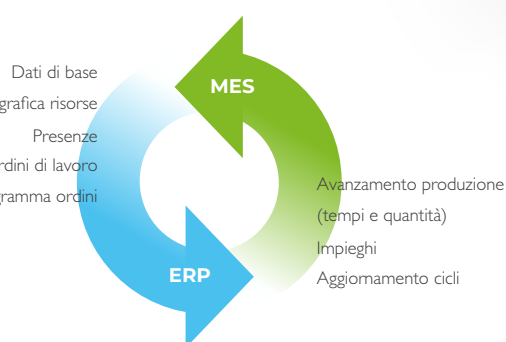 MES
Dati di base
grafica risorse
Presenze
rdini di lavoro
gramma ordini
Avanzamento produzione
(tempi e quantità)
Impieghi
Aggiornamento cicli
ERP